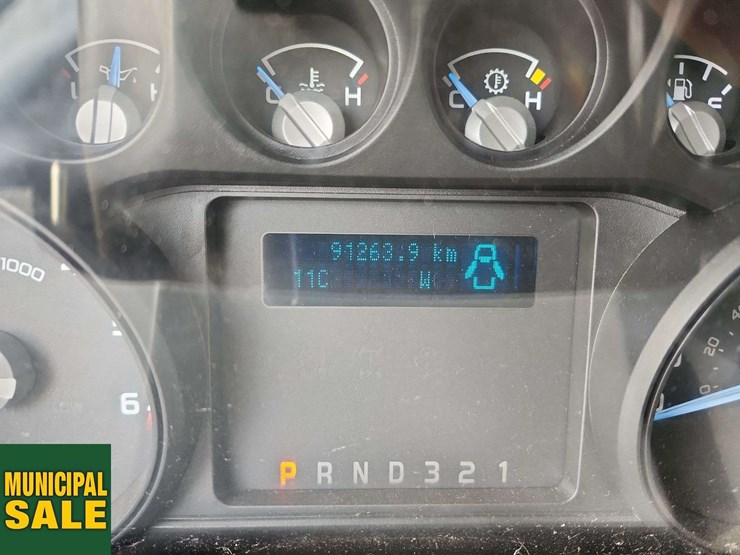 H
C H
C H
91263.9 km
11C W
1000
6
20
P R N D 3 2 1
MUNICIPAL
SALE